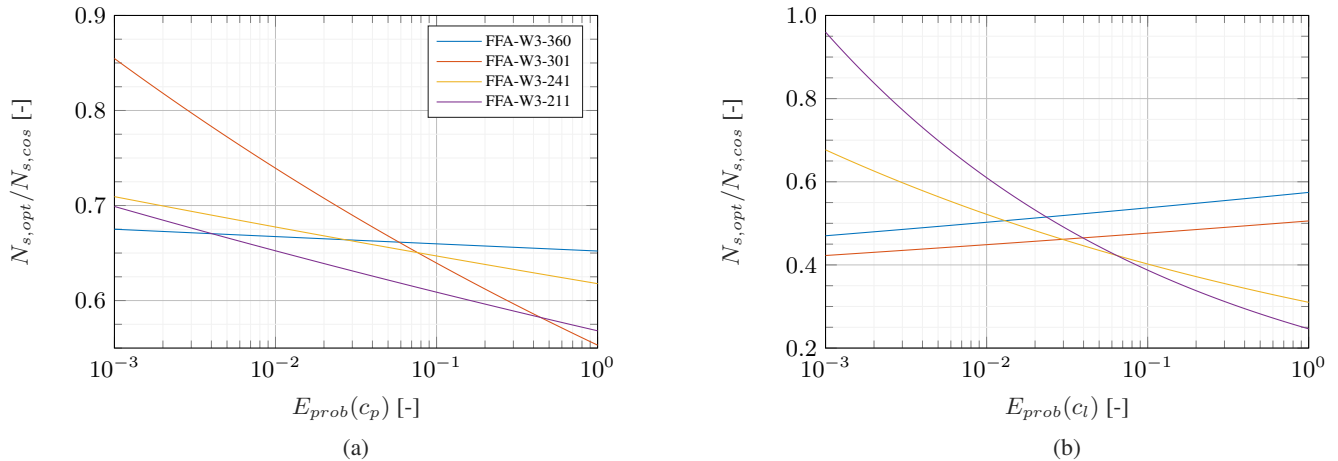 0.9
0.8
0.7
0.6
N_{s,opt}/N_{s,cos} [-]
FFA-W3-360
FFA-W3-301
FFA-W3-241
FFA-W3-211
10^{-3} 10^{-2} 10^{-1} 10^{0}
E_{prob}(c_p) [-]
(a)
1.0
0.8
0.6
0.4
0.2
N_{s,opt}/N_{s,cos} [-]
10^{-3} 10^{-2} 10^{-1} 10^{0}
E_{prob}(c_l) [-]
(b)